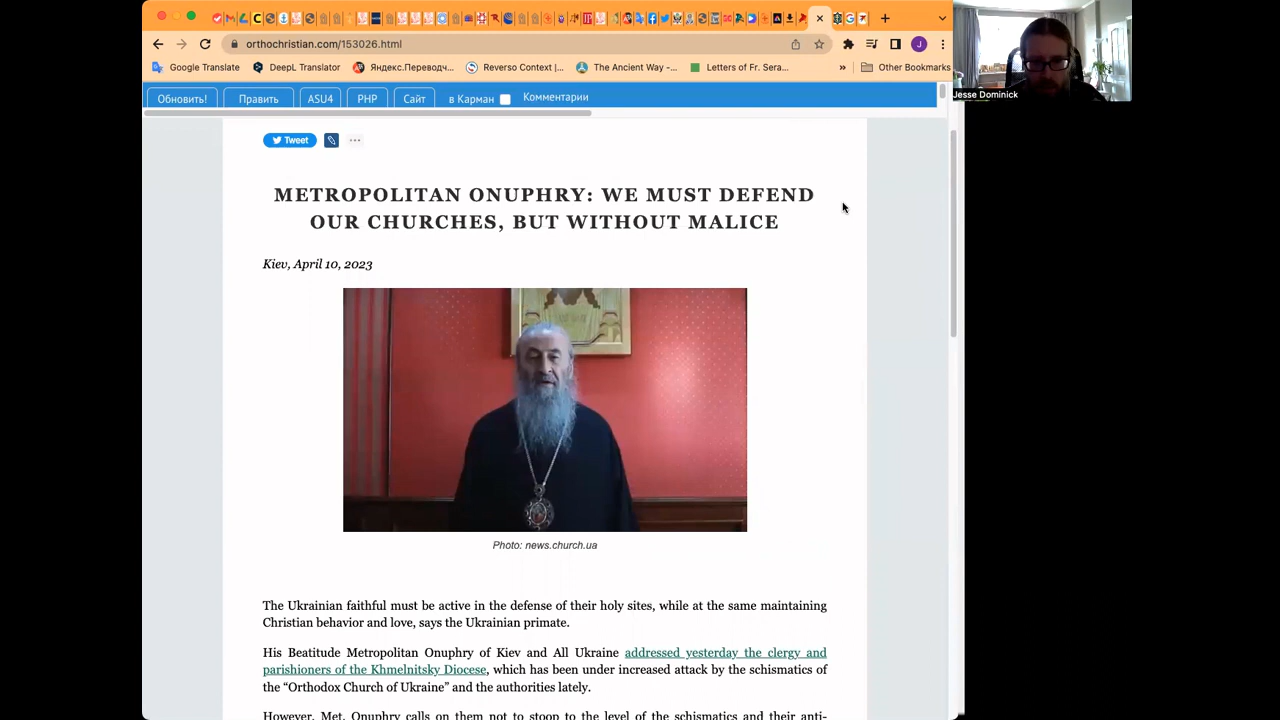 orthochristian.com/153026.html
J
Google Translate
DeepL Translator
Яндекс.Переводч...
Reverso Context |...
The Ancient Way -...
Letters of Fr. Sera...
»
Other Bookmarks
Jesse Dominick
Обновить!
Править
ASU4
PHP
Сайт
в Карман
Комментарии
Tweet
METROPOLITAN ONUPHRY: WE MUST DEFEND
OUR CHURCHES, BUT WITHOUT MALICE
Kiev, April 10, 2023
Photo: news.church.ua
The Ukrainian faithful must be active in the defense of their holy sites, while at the same maintaining
Christian behavior and love, says the Ukrainian primate.
His Beatitude Metropolitan Onuphry of Kiev and All Ukraine addressed yesterday the clergy and
parishioners of the Khmelnitsky Diocese, which has been under increased attack by the schismatics of
the “Orthodox Church of Ukraine” and the authorities lately.
However, Met. Onuphry calls on them not to stoop to the level of the schismatics and their anti-